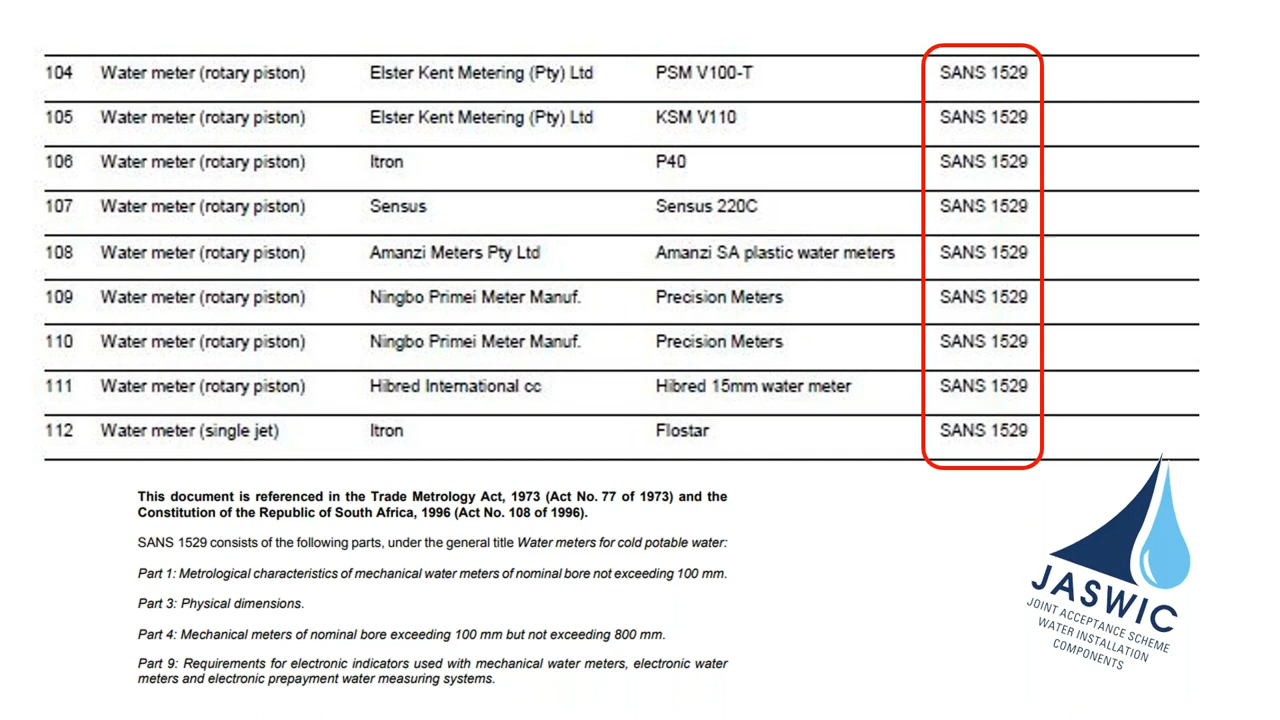 104 Water meter (rotary piston) Elster Kent Metering (Pty) Ltd PSM V100-T SANS 1529
105 Water meter (rotary piston) Elster Kent Metering (Pty) Ltd KSM V110 SANS 1529
106 Water meter (rotary piston) Itron P40 SANS 1529
107 Water meter (rotary piston) Sensus Sensus 220C SANS 1529
108 Water meter (rotary piston) Amanzi Meters Pty Ltd Amanzi SA plastic water meters SANS 1529
109 Water meter (rotary piston) Ningbo Primei Meter Manuf. Precision Meters SANS 1529
110 Water meter (rotary piston) Ningbo Primei Meter Manuf. Precision Meters SANS 1529
111 Water meter (rotary piston) Hibred International cc Hibred 15mm water meter SANS 1529
112 Water meter (single jet) Itron Flostar SANS 1529
This document is referenced in the Trade Metrology Act, 1973 (Act No. 77 of 1973) and the
Constitution of the Republic of South Africa, 1996 (Act No. 108 of 1996).
SANS 1529 consists of the following parts, under the general title Water meters for cold potable water:
Part 1: Metrological characteristics of mechanical water meters of nominal bore not exceeding 100 mm.
Part 3: Physical dimensions.
Part 4: Mechanical meters of nominal bore exceeding 100 mm but not exceeding 800 mm.
Part 9: Requirements for electronic indicators used with mechanical water meters, electronic water
meters and electronic prepayment water measuring systems.
JASWIC
JOINT ACCEPTANCE SCHEME
WATER INSTALLATION
COMPONENTS